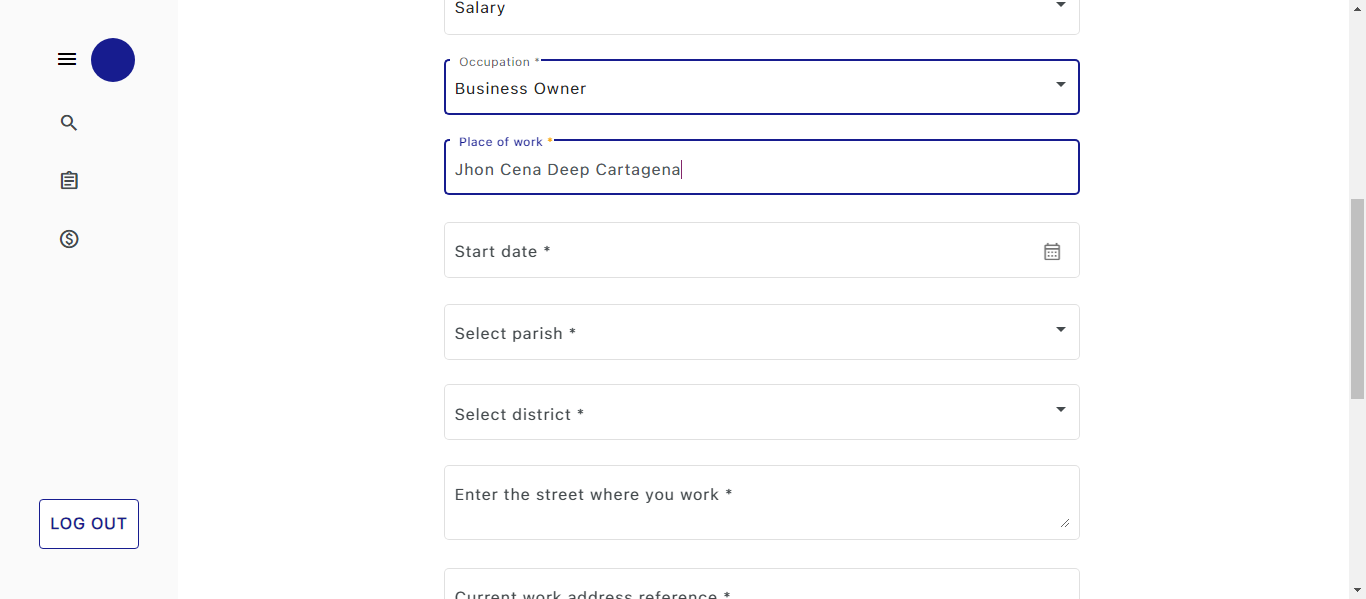 Salary
Occupation *
Business Owner
Place of work *
Jhon Cena Deep Cartagena
Start date *
Select parish *
Select district *
Enter the street where you work *
LOG OUT
Current work address reference *